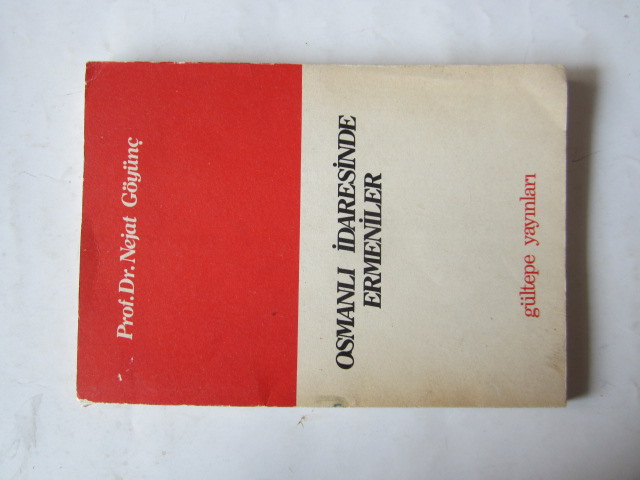 Prof.Dr.Nejat Göyünç
OSMANLI İDARESİNDE
ERMENİLER
gültepe yayınları